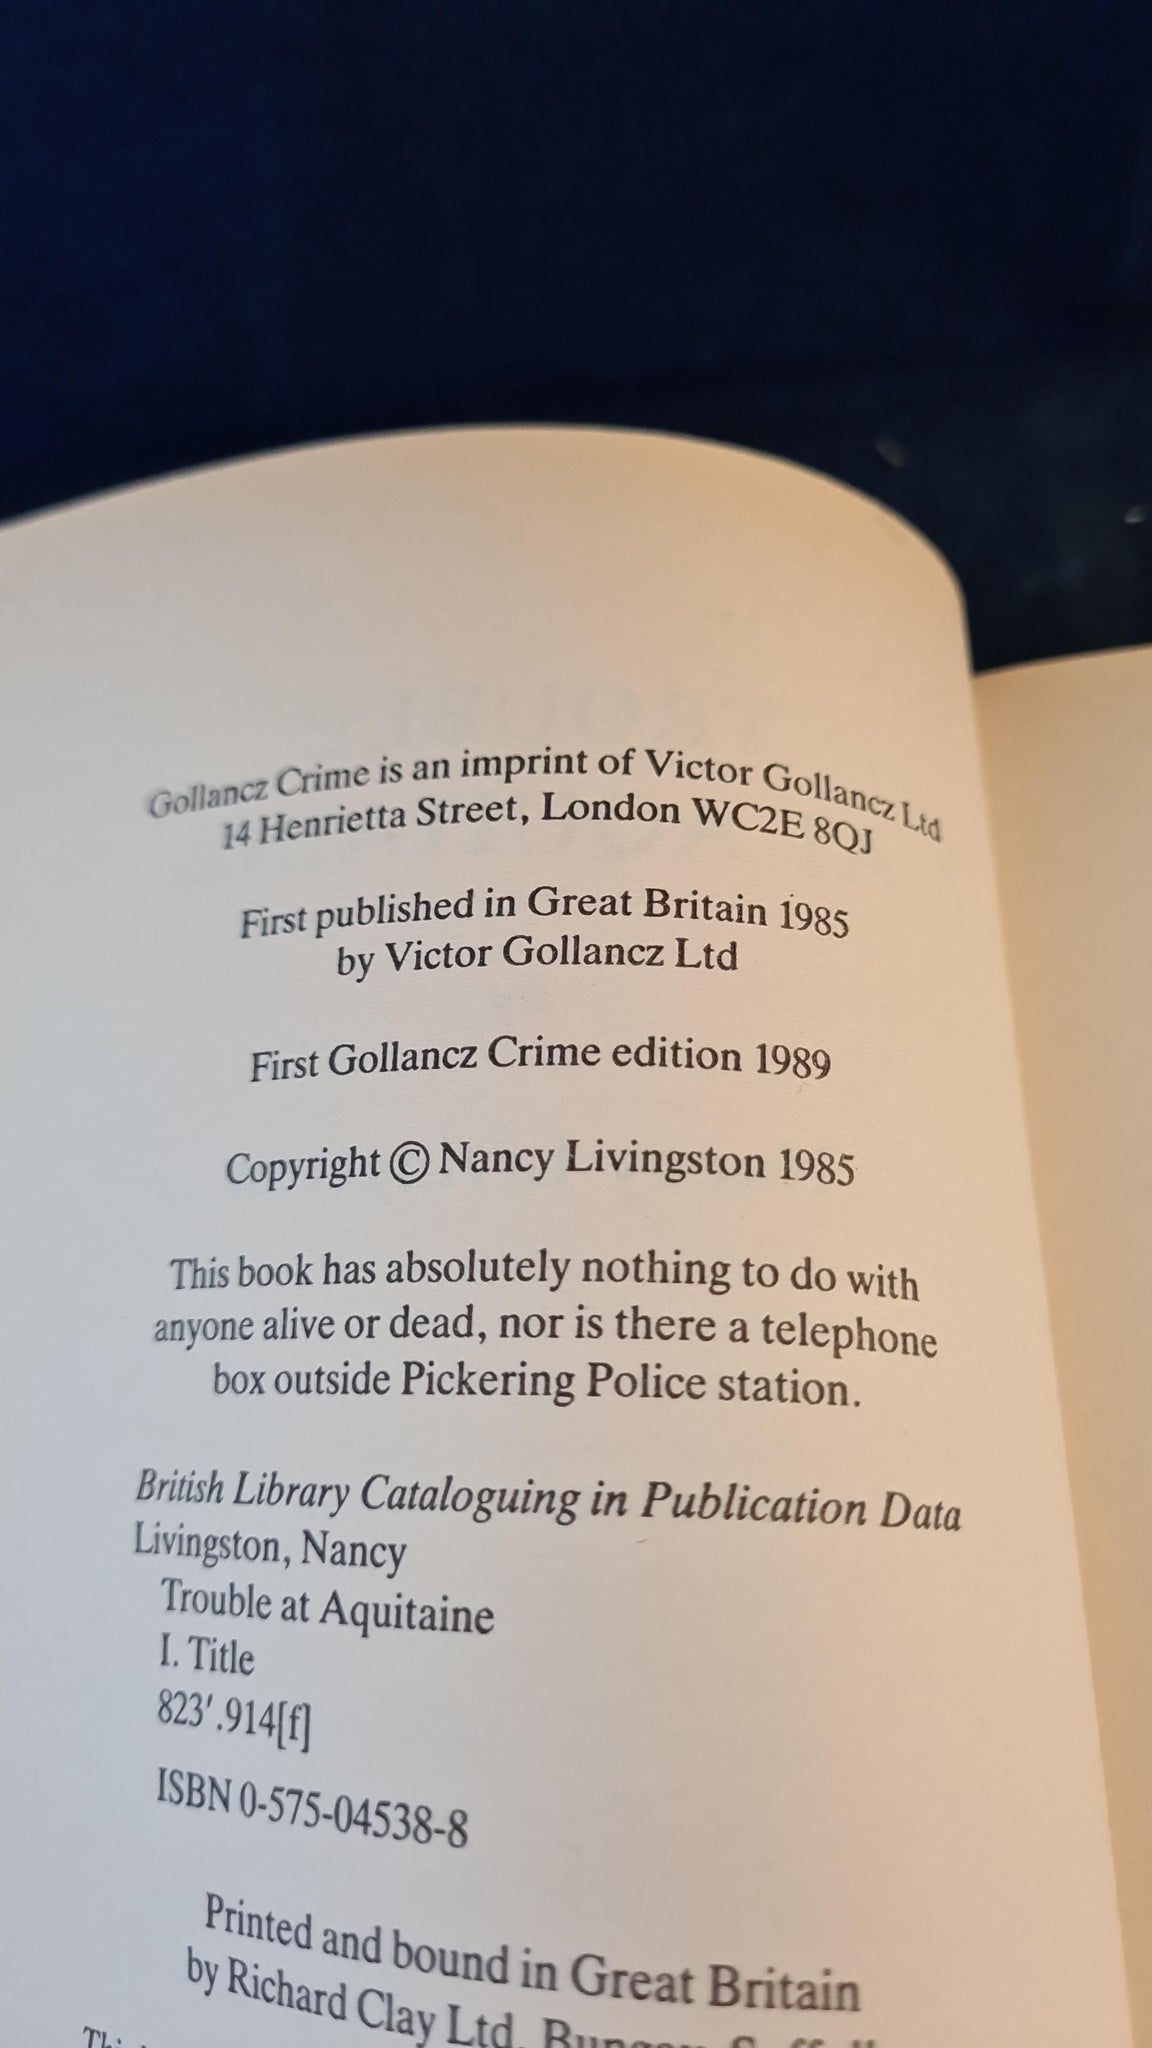 Gollancz Crime is an imprint of Victor Gollancz Ltd
14 Henrietta Street, London WC2E 8QJ
First published in Great Britain 1985
by Victor Gollancz Ltd
First Gollancz Crime edition 1989
Copyright © Nancy Livingston 1985
This book has absolutely nothing to do with
anyone alive or dead, nor is there a telephone
box outside Pickering Police station.
British Library Cataloguing in Publication Data
Livingston, Nancy
Trouble at Aquitaine
I. Title
823'.914[f]
ISBN 0-575-04538-8
Printed and bound in Great Britain
by Richard Clay Ltd,